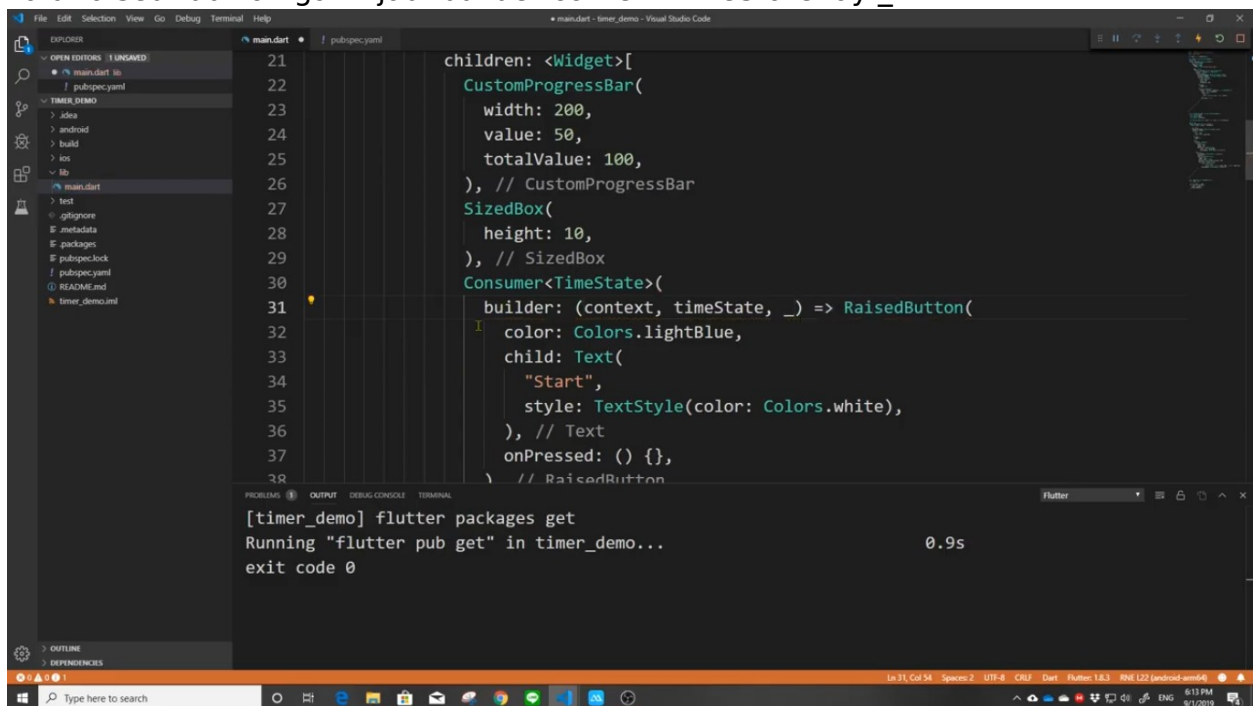 File Edit Selection View Go Debug Terminal Help
● main.dart - timer_demo - Visual Studio Code
EXPLORER
OPEN EDITORS 1 UNSAVED
● main.dart lib
! pubspec.yaml
TIMER_DEMO
> .idea
> android
> build
> ios
lib
main.dart
> test
.gitignore
.metadata
.packages
pubspec.lock
! pubspec.yaml
README.md
timer_demo.iml
> OUTLINE
> DEPENDENCIES
main.dart ● ! pubspec.yaml
21 children: <Widget>[
22 CustomProgressBar(
23 width: 200,
24 value: 50,
25 totalValue: 100,
26 ), // CustomProgressBar
27 SizedBox(
28 height: 10,
29 ), // SizedBox
30 Consumer<TimeState>(
31 builder: (context, timeState, _) => RaisedButton(
32 color: Colors.lightBlue,
33 child: Text(
34 "Start",
35 style: TextStyle(color: Colors.white),
36 ), // Text
37 onPressed: () {},
38 ) // RaisedButton
PROBLEMS 1 OUTPUT DEBUG CONSOLE TERMINAL Flutter
[timer_demo] flutter packages get
Running "flutter pub get" in timer_demo... 0.9s
exit code 0
0 0 1 Ln 31, Col 54 Spaces: 2 UTF-8 CRLF Dart Flutter: 1.8.3 RNE L22 (android-arm64)
Type here to search ENG 6:13 PM
9/1/2019